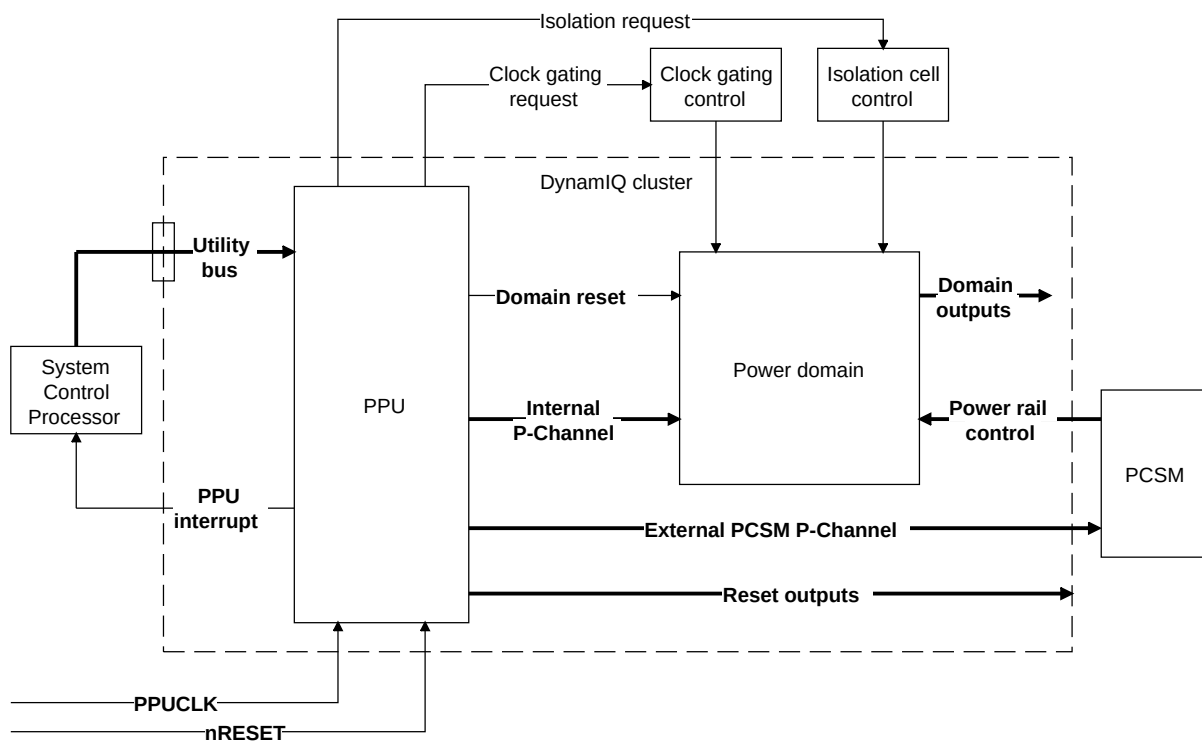 Isolation request
Clock gating
request
Clock gating
control
Isolation cell
control
DynamIQ cluster
Utility
bus
Domain reset
Domain
outputs
System
Control
Processor
PPU
Power domain
Internal
P-Channel
Power rail
control
PCSM
PPU
interrupt
External PCSM P-Channel
Reset outputs
PPUCLK
nRESET